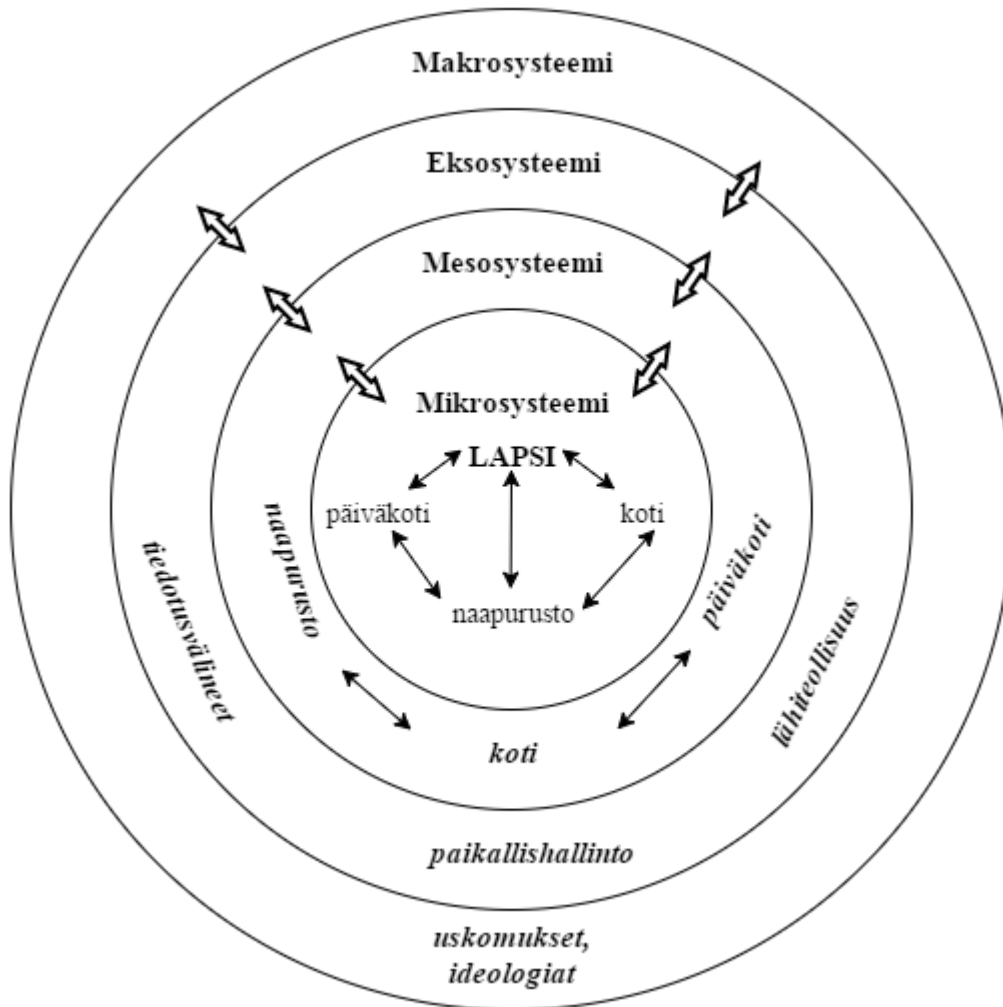 Makrosysteemi
Eksosysteemi
Mesosysteemi
Mikrosysteemi
LAPSI
päiväkoti
koti
naapurusto
naapurusto
päiväkoti
koti
tiedotusvälineet
lähiteollisuus
paikallishallinto
uskomukset,
ideologiat